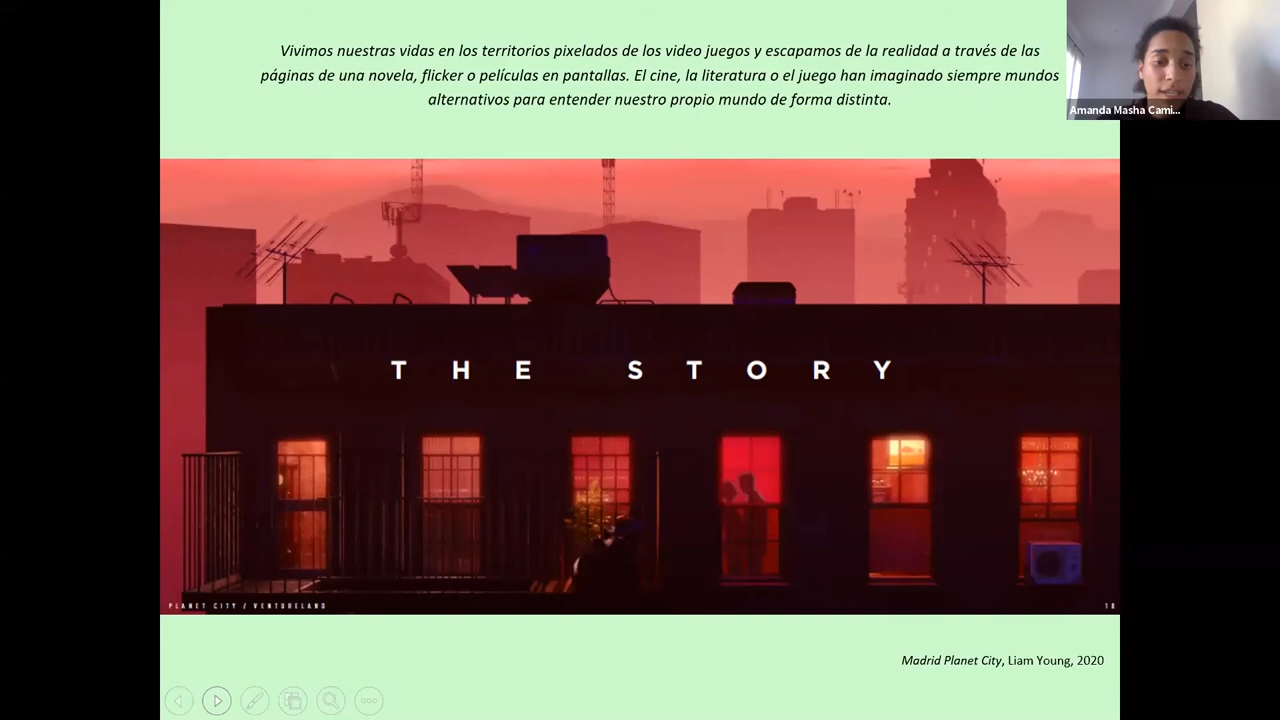 Vivimos nuestras vidas en los territorios pixelados de los video juegos y escapamos de la realidad a través de las
páginas de una novela, flicker o películas en pantallas. El cine, la literatura o el juego han imaginado siempre mundos
alternativos para entender nuestro propio mundo de forma distinta.
Amanda Masha Cami...
THE STORY
PLANET CITY / VENTURELAND
18
Madrid Planet City, Liam Young, 2020